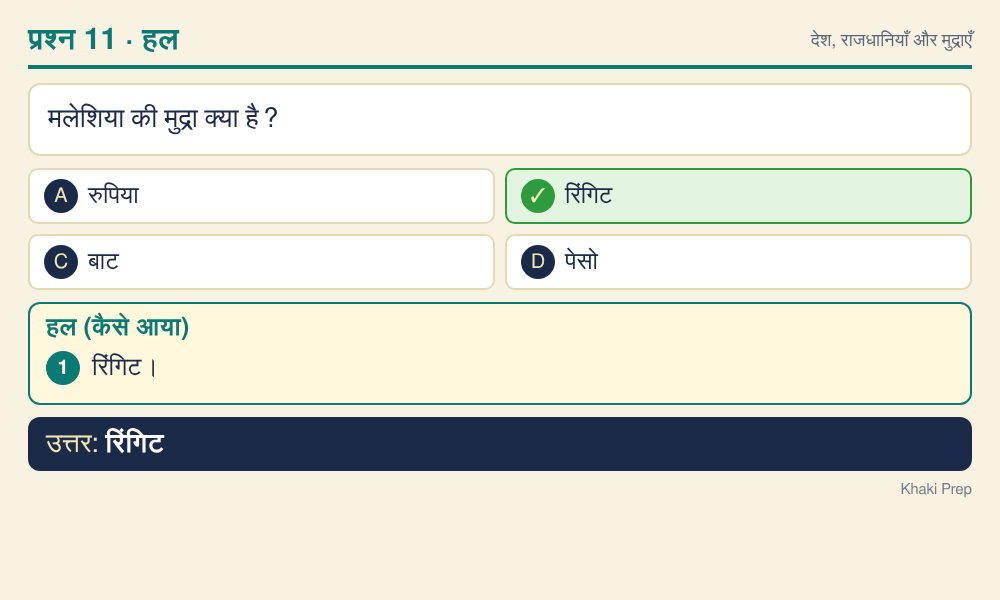 प्रश्न 11 · हल
देश, राजधानियाँ और मुद्राएँ
मलेशिया की मुद्रा क्या है ?
A रुपिया
✓ रिंगिट
C बाट
D पेसो
हल (कैसे आया)
1 रिंगिट।
उत्तर: रिंगिट
Khaki Prep